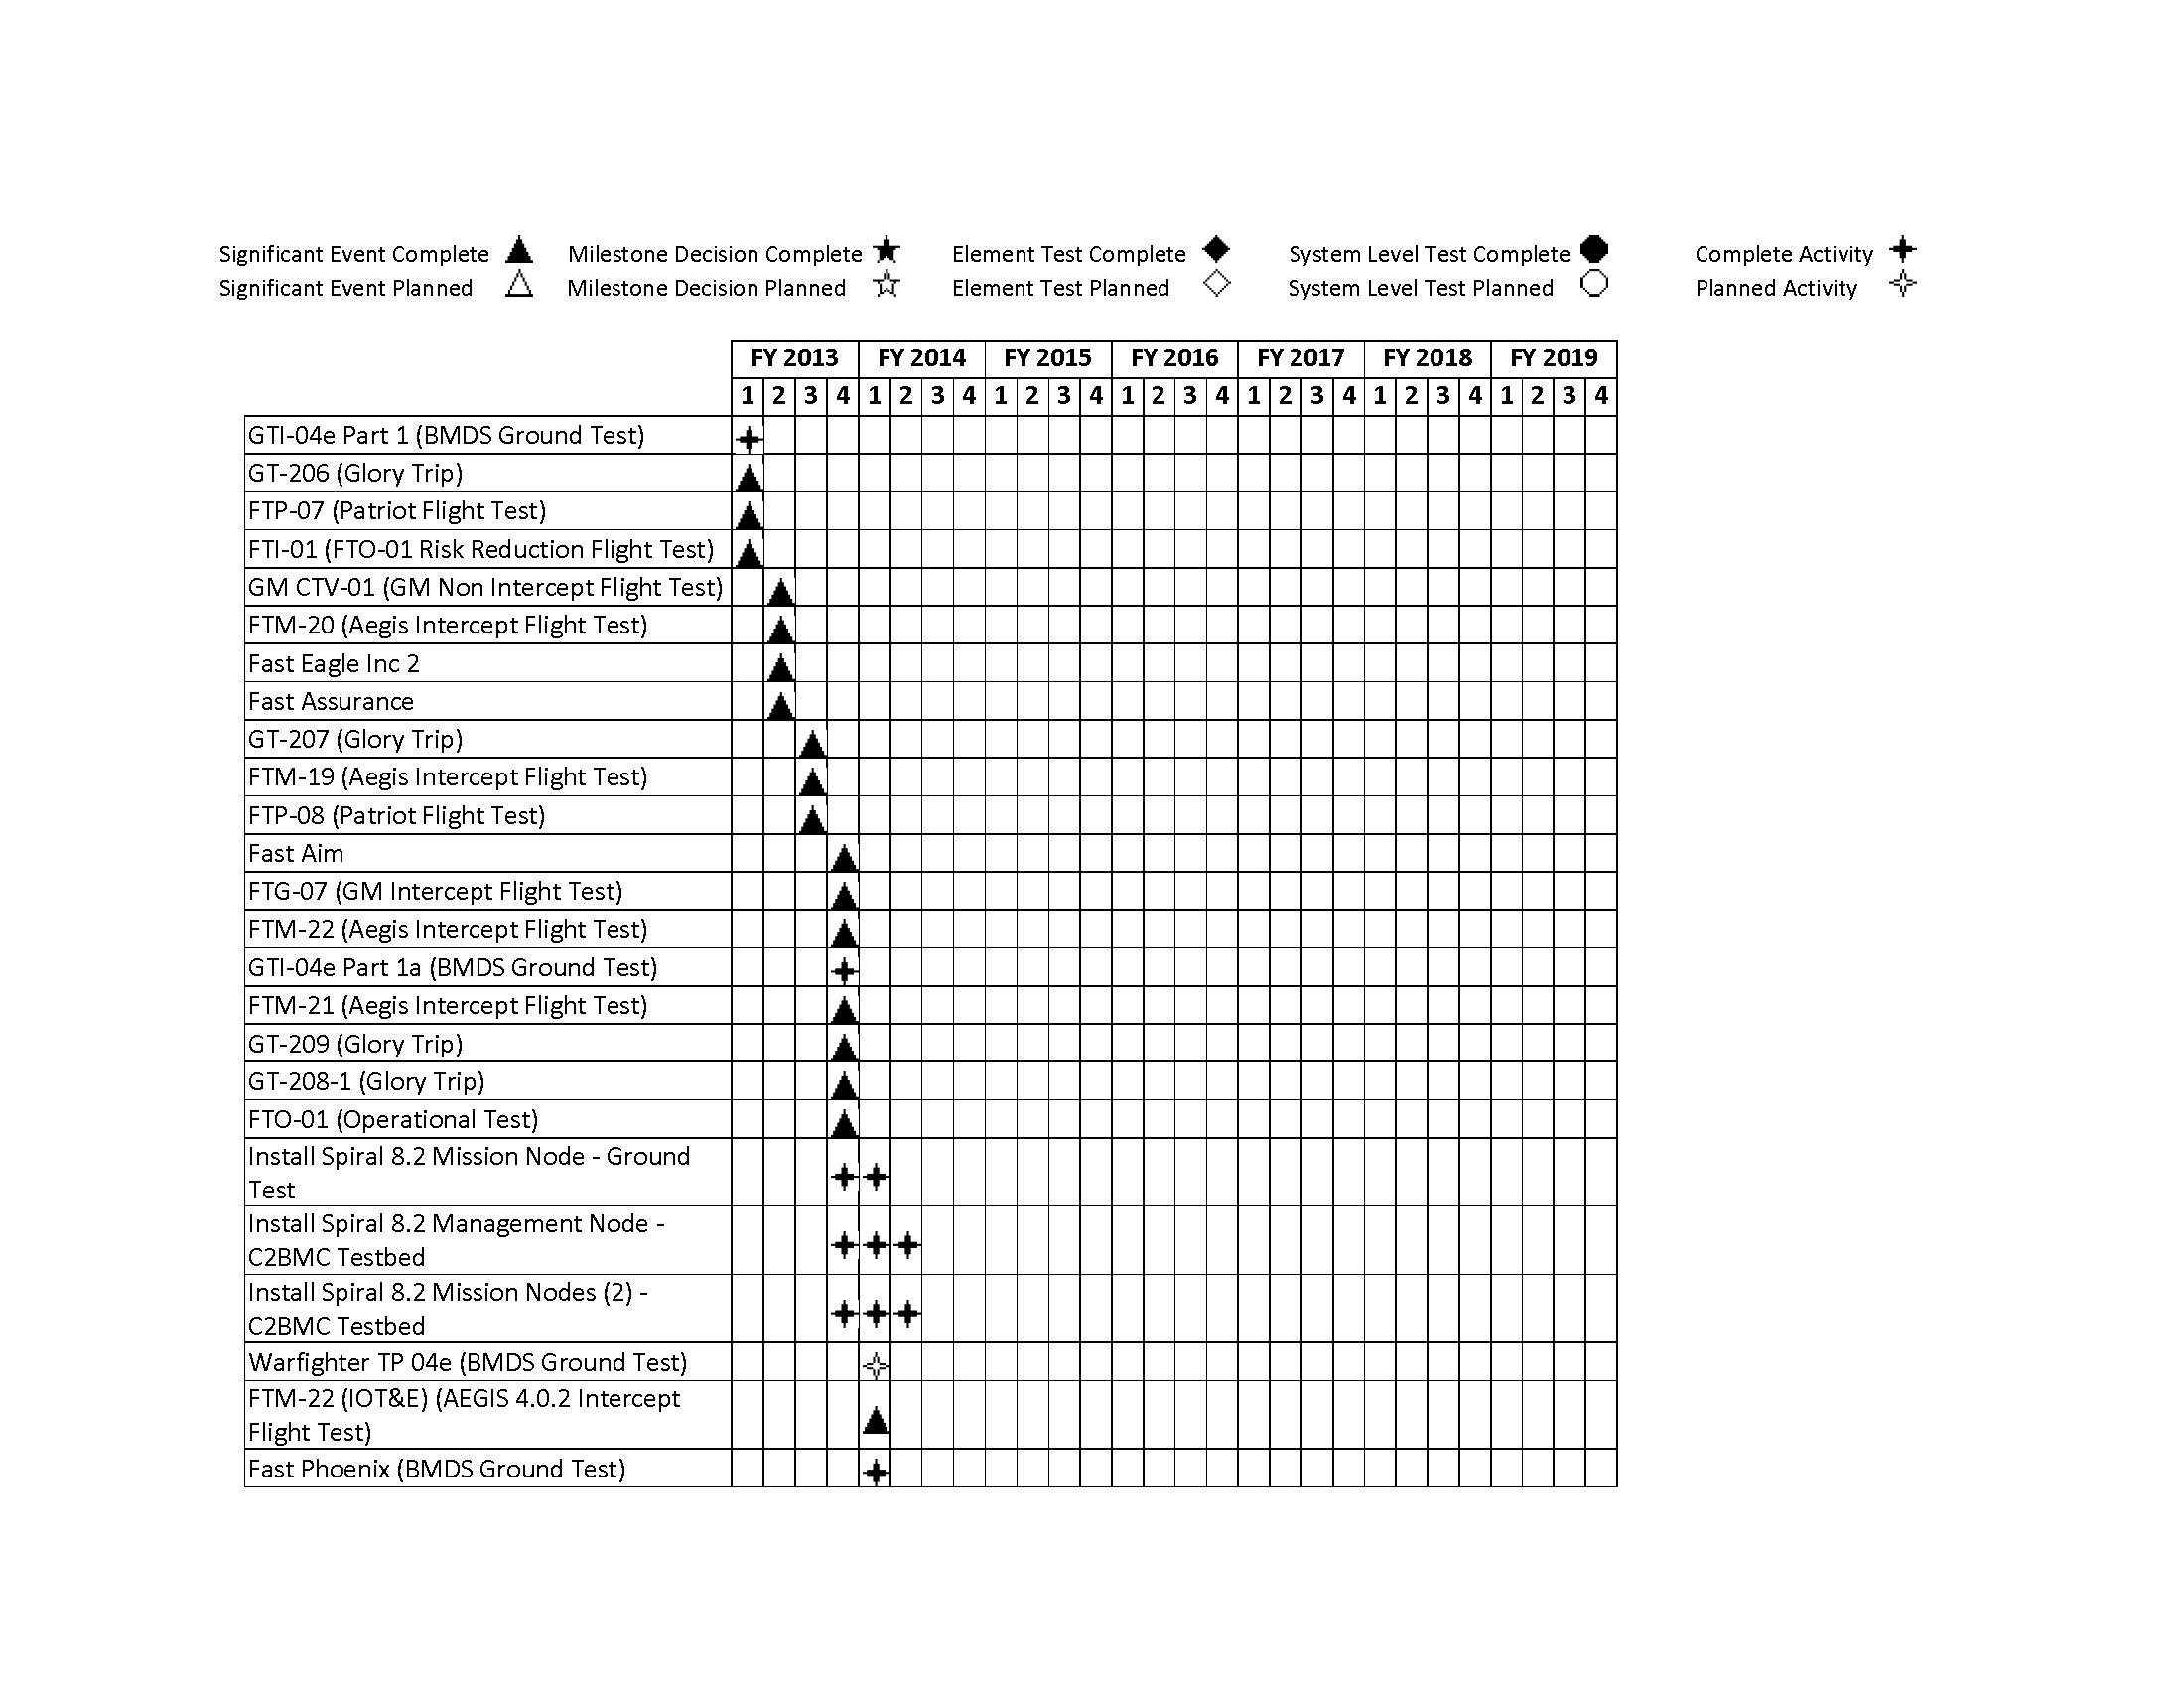 Significant Event Complete Milestone Decision Complete Element Test Complete System Level Test Complete Complete Activity
Significant Event Planned Milestone Decision Planned Element Test Planned System Level Test Planned Planned Activity
FY 2013 FY 2014 FY 2015 FY 2016 FY 2017 FY 2018 FY 2019
1 2 3 4 1 2 3 4 1 2 3 4 1 2 3 4 1 2 3 4 1 2 3 4 1 2 3 4
GTI-04e Part 1 (BMDS Ground Test)
GT-206 (Glory Trip)
FTP-07 (Patriot Flight Test)
FTI-01 (FTO-01 Risk Reduction Flight Test)
GM CTV-01 (GM Non Intercept Flight Test)
FTM-20 (Aegis Intercept Flight Test)
Fast Eagle Inc 2
Fast Assurance
GT-207 (Glory Trip)
FTM-19 (Aegis Intercept Flight Test)
FTP-08 (Patriot Flight Test)
Fast Aim
FTG-07 (GM Intercept Flight Test)
FTM-22 (Aegis Intercept Flight Test)
GTI-04e Part 1a (BMDS Ground Test)
FTM-21 (Aegis Intercept Flight Test)
GT-209 (Glory Trip)
GT-208-1 (Glory Trip)
FTO-01 (Operational Test)
Install Spiral 8.2 Mission Node - Ground
Test
Install Spiral 8.2 Management Node -
C2BMC Testbed
Install Spiral 8.2 Mission Nodes (2) -
C2BMC Testbed
Warfighter TP 04e (BMDS Ground Test)
FTM-22 (IOT&E) (AEGIS 4.0.2 Intercept
Flight Test)
Fast Phoenix (BMDS Ground Test)